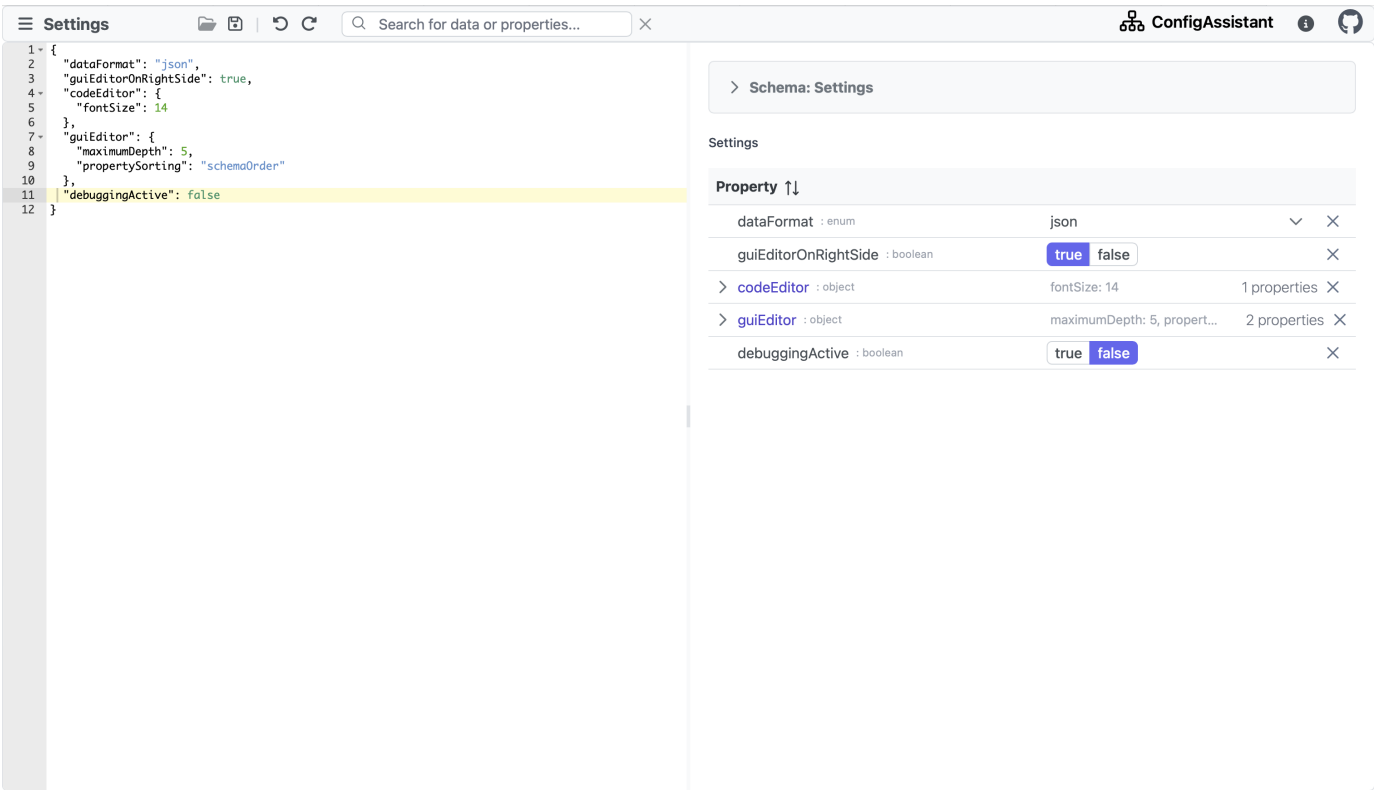 Settings
Search for data or properties...
ConfigAssistant
1 {
2 "dataFormat": "json",
3 "guiEditorOnRightSide": true,
4 "codeEditor": {
5 "fontSize": 14
6 },
7 "guiEditor": {
8 "maximumDepth": 5,
9 "propertySorting": "schemaOrder"
10 },
11 "debuggingActive": false
12 }
Schema: Settings
Settings
Property
dataFormat : enum json
guiEditorOnRightSide : boolean true false
codeEditor : object fontSize: 14 1 properties
guiEditor : object maximumDepth: 5, propert... 2 properties
debuggingActive : boolean true false